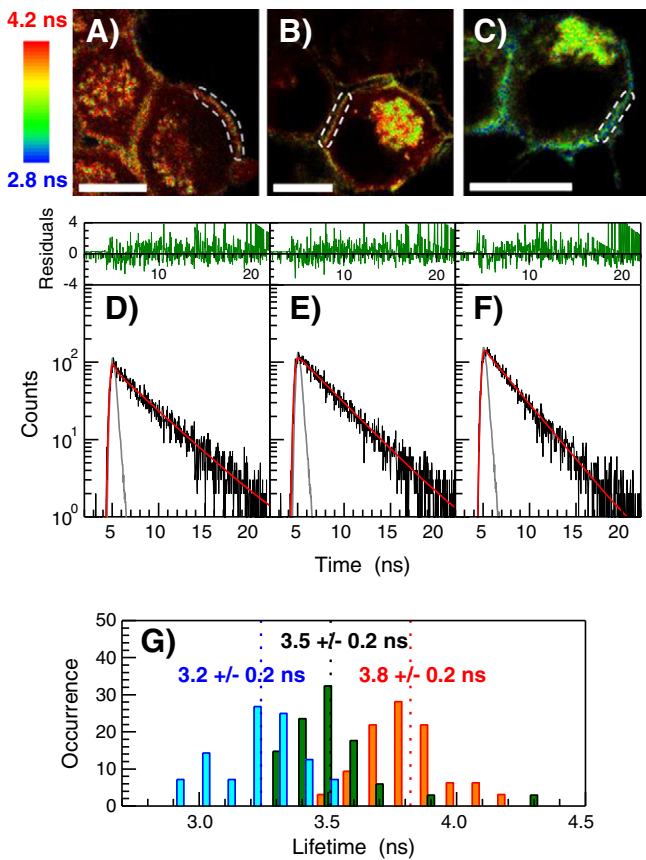 4.2 ns
2.8 ns
A)
B)
C)
Residuals
4
0
-4
10
20
10
20
10
20
D)
E)
F)
Counts
10²
10¹
10⁰
5
10
15
20
5
10
15
20
5
10
15
20
Time (ns)
G)
Occurrence
50
40
30
20
10
0
3.5 +/- 0.2 ns
3.2 +/- 0.2 ns
3.8 +/- 0.2 ns
3.0
3.5
4.0
4.5
Lifetime (ns)